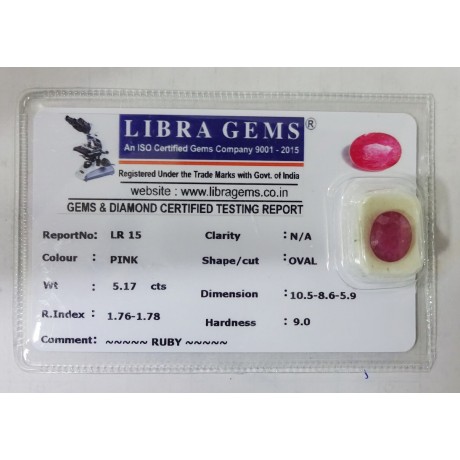 LIBRA GEMS®
An ISO Certified Gems Company 9001 - 2015
Registered Under the Trade Marks with Govt. of India
website : www.libragems.co.in
GEMS & DIAMOND CERTIFIED TESTING REPORT
ReportNo: LR 15 Clarity : N/A
Colour : PINK Shape/cut : OVAL
Wt : 5.17 cts Dimension :10.5-8.6-5.9
R.Index : 1.76-1.78 Hardness : 9.0
Comment: ~~~~~ RUBY ~~~~~